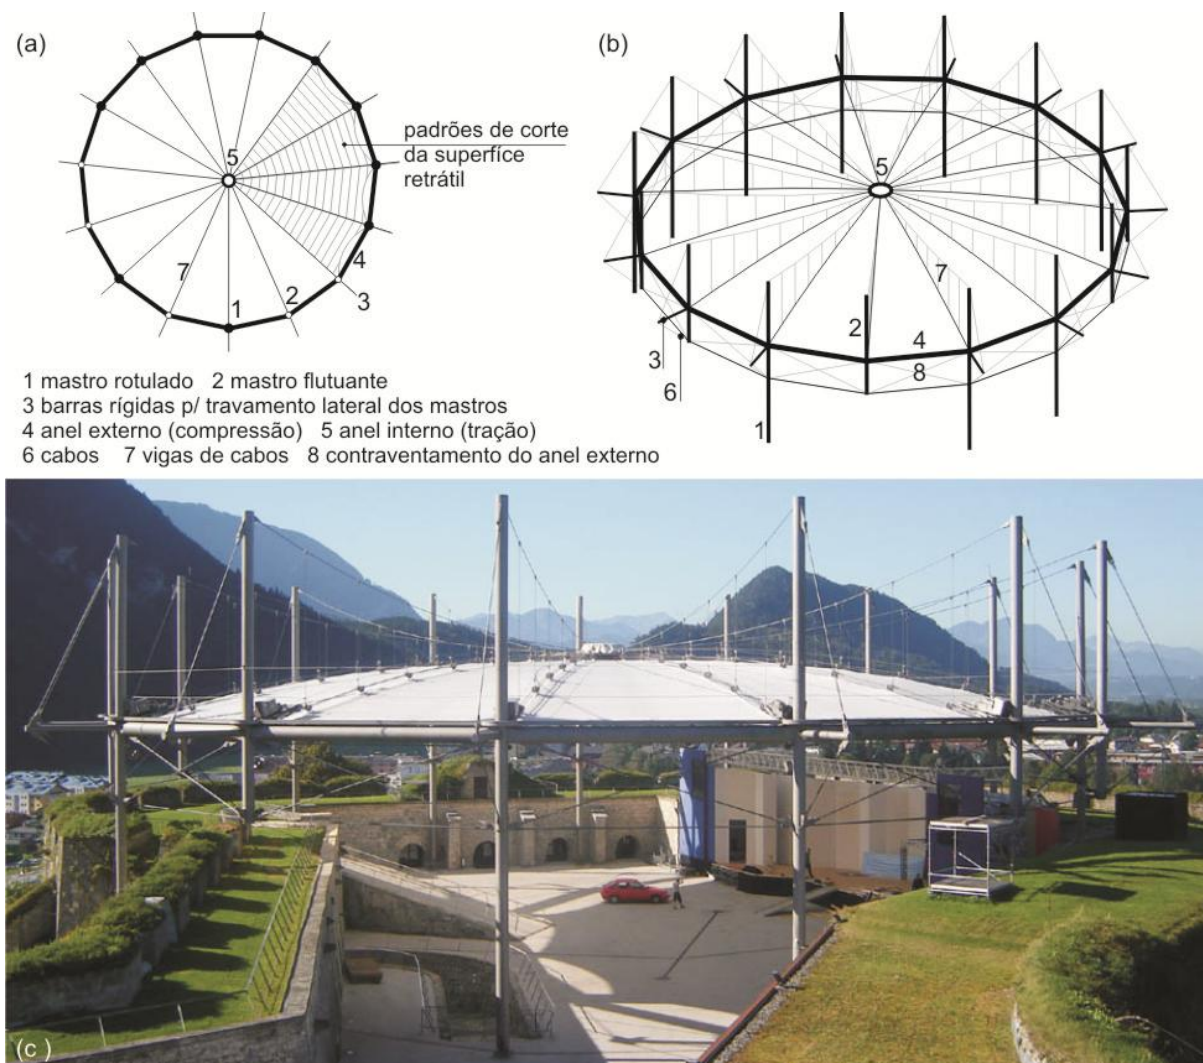 (a)
5
padrões de corte
da superfíce
retrátil
7
4
1
2
3
(b)
5
7
2
4
3
8
6
1
1 mastro rotulado 2 mastro flutuante
3 barras rígidas p/ travamento lateral dos mastros
4 anel externo (compressão) 5 anel interno (tração)
6 cabos 7 vigas de cabos 8 contraventamento do anel externo
(c )